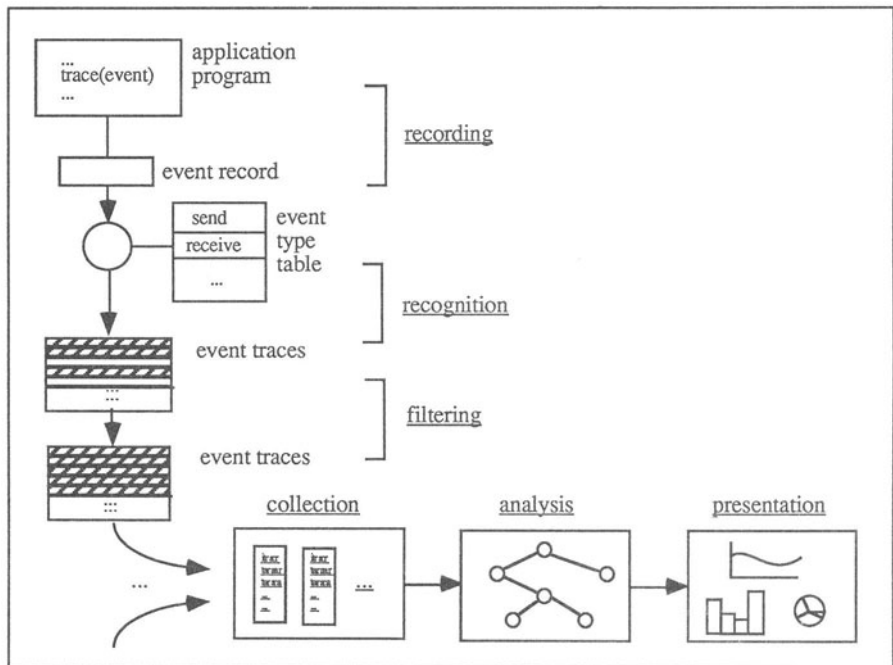 ...
trace(event)
...
application
program
recording
event record
send
receive
...
event
type
table
recognition
event traces
:::
filtering
event traces
:::
collection
analysis
presentation
...
...